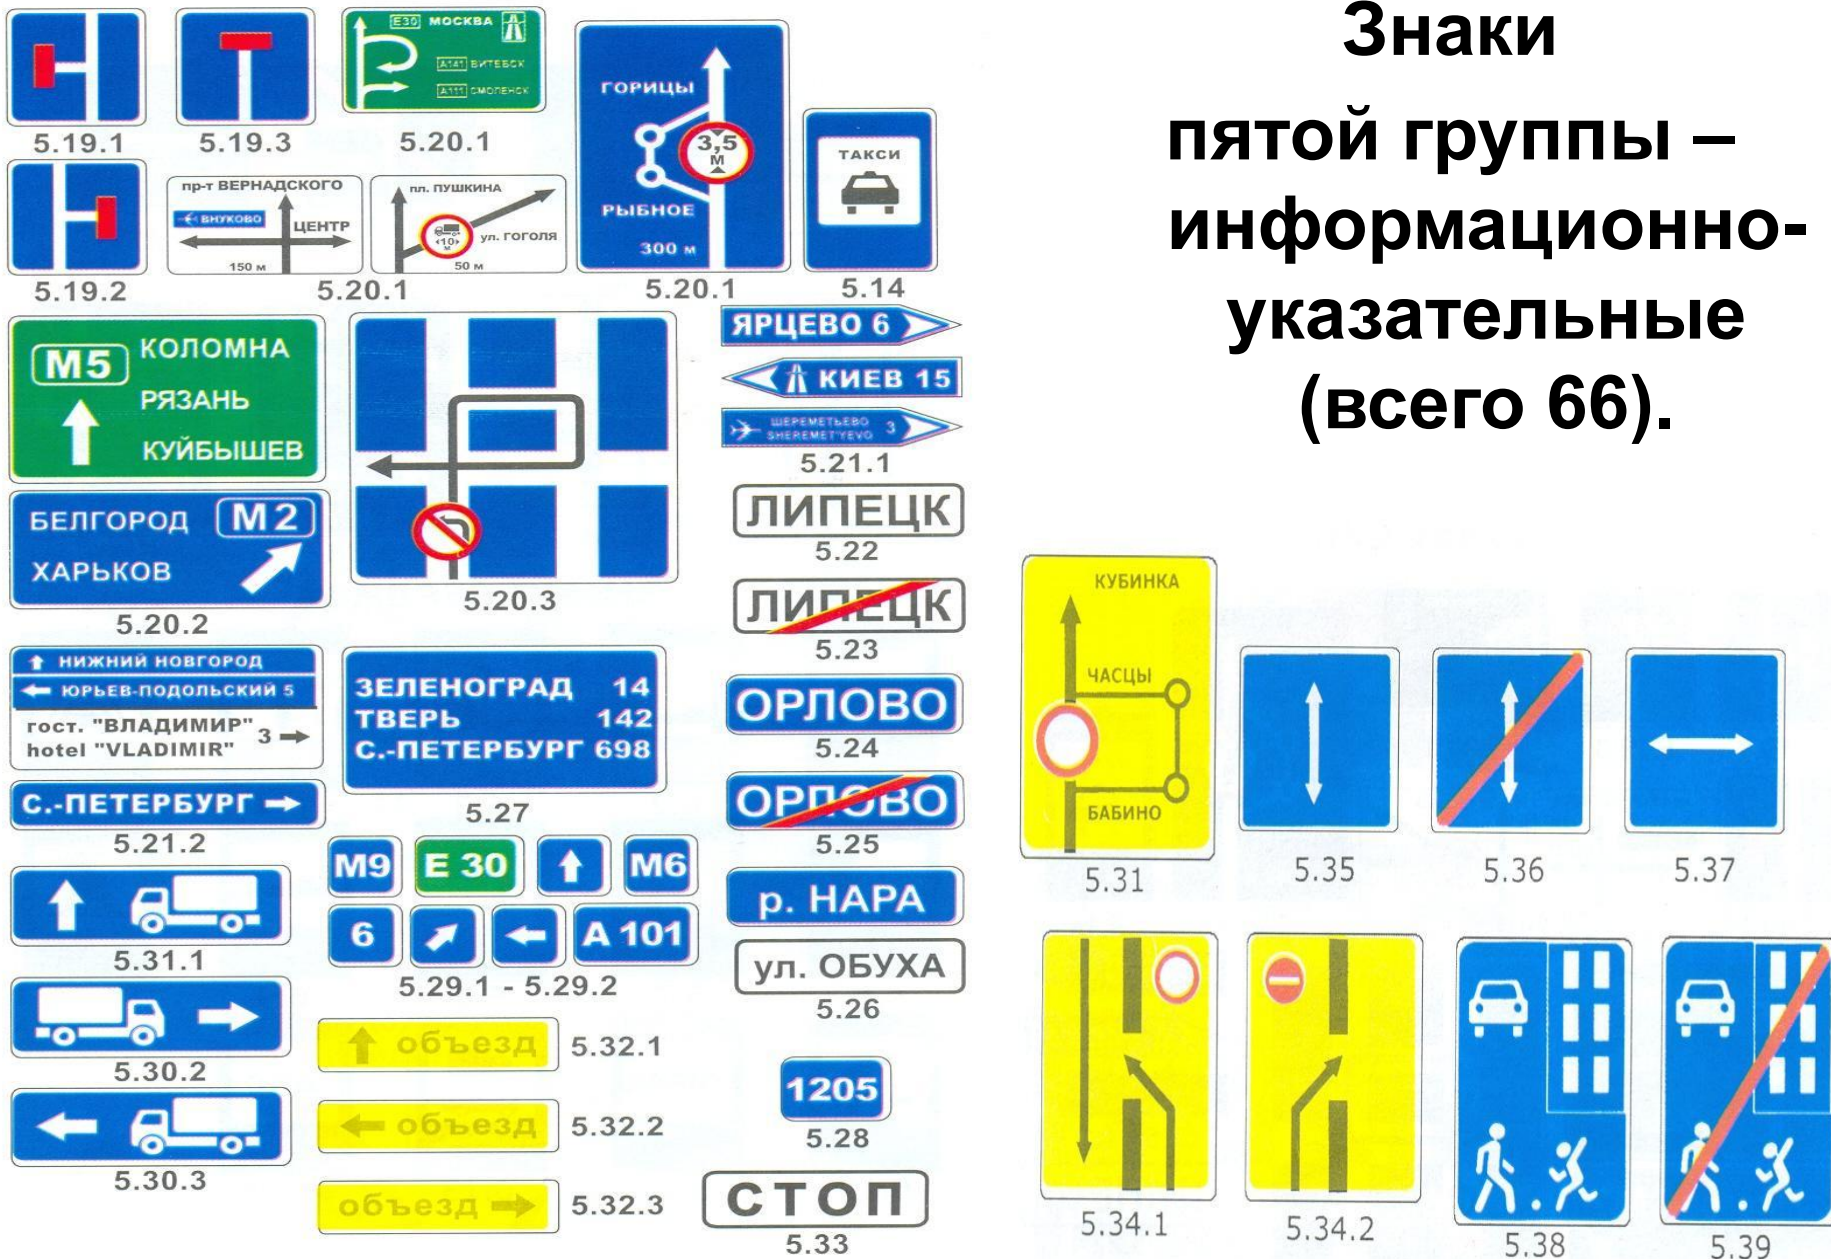 Знаки
пятой группы –
информационно-
указательные
(всего 66).
5.19.1
5.19.3
E30 МОСКВА
А141 ВИТЕБСК
А111 СМОЛЕНСК
5.20.1
ГОРИЦЫ
3,5
М
РЫБНОЕ
300 м
5.20.1
ТАКСИ
5.14
5.19.2
пр-т ВЕРНАДСКОГО
ВНУКОВО
ЦЕНТР
150 м
пл. ПУШКИНА
10
м
ул. ГОГОЛЯ
50 м
5.20.1
М5
КОЛОМНА
РЯЗАНЬ
КУЙБЫШЕВ
БЕЛГОРОД М2
ХАРЬКОВ
5.20.2
5.20.3
ЯРЦЕВО 6
КИЕВ 15
ШЕРЕМЕТЬЕВО
SHEREMET'YEVO 3
5.21.1
ЛИПЕЦК
5.22
ЛИПЕЦК
5.23
НИЖНИЙ НОВГОРОД
ЮРЬЕВ-ПОДОЛЬСКИЙ 5
гост. "ВЛАДИМИР"
hotel "VLADIMIR" 3
С.-ПЕТЕРБУРГ
5.21.2
ЗЕЛЕНОГРАД 14
ТВЕРЬ 142
С.-ПЕТЕРБУРГ 698
5.27
ОРЛОВО
5.24
ОРЛОВО
5.25
М9
Е 30
М6
6
А 101
5.29.1 - 5.29.2
р. НАРА
ул. ОБУХА
5.26
5.31.1
5.30.2
5.30.3
объезд 5.32.1
объезд 5.32.2
объезд 5.32.3
1205
5.28
СТОП
5.33
КУБИНКА
ЧАСЦЫ
БАБИНО
5.31
5.35
5.36
5.37
5.34.1
5.34.2
5.38
5.39